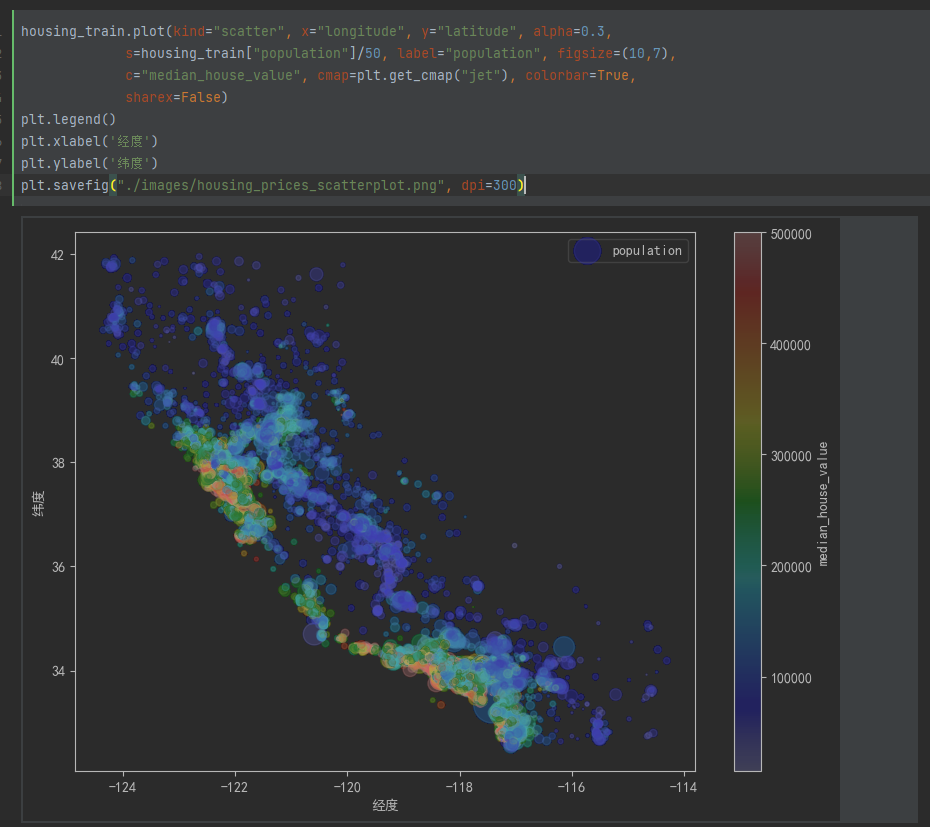 housing_train.plot(kind="scatter", x="longitude", y="latitude", alpha=0.3,
s=housing_train["population"]/50, label="population", figsize=(10,7),
c="median_house_value", cmap=plt.get_cmap("jet"), colorbar=True,
sharex=False)
plt.legend()
plt.xlabel('经度')
plt.ylabel('纬度')
plt.savefig("./images/housing_prices_scatterplot.png", dpi=300)
population
42
40
38
36
34
纬度
-124
-122
-120
-118
-116
-114
经度
500000
400000
300000
200000
100000
median_house_value